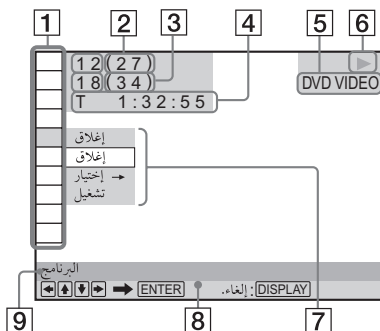 1 2 3 4 5 6
12(27)
18(34)
T 1:32:55
DVD VIDEO
إغلاق
إغلاق
← إختيار
تشغيل
البرنامج
ENTER
DISPLAY: إلغاء.
9 8 7